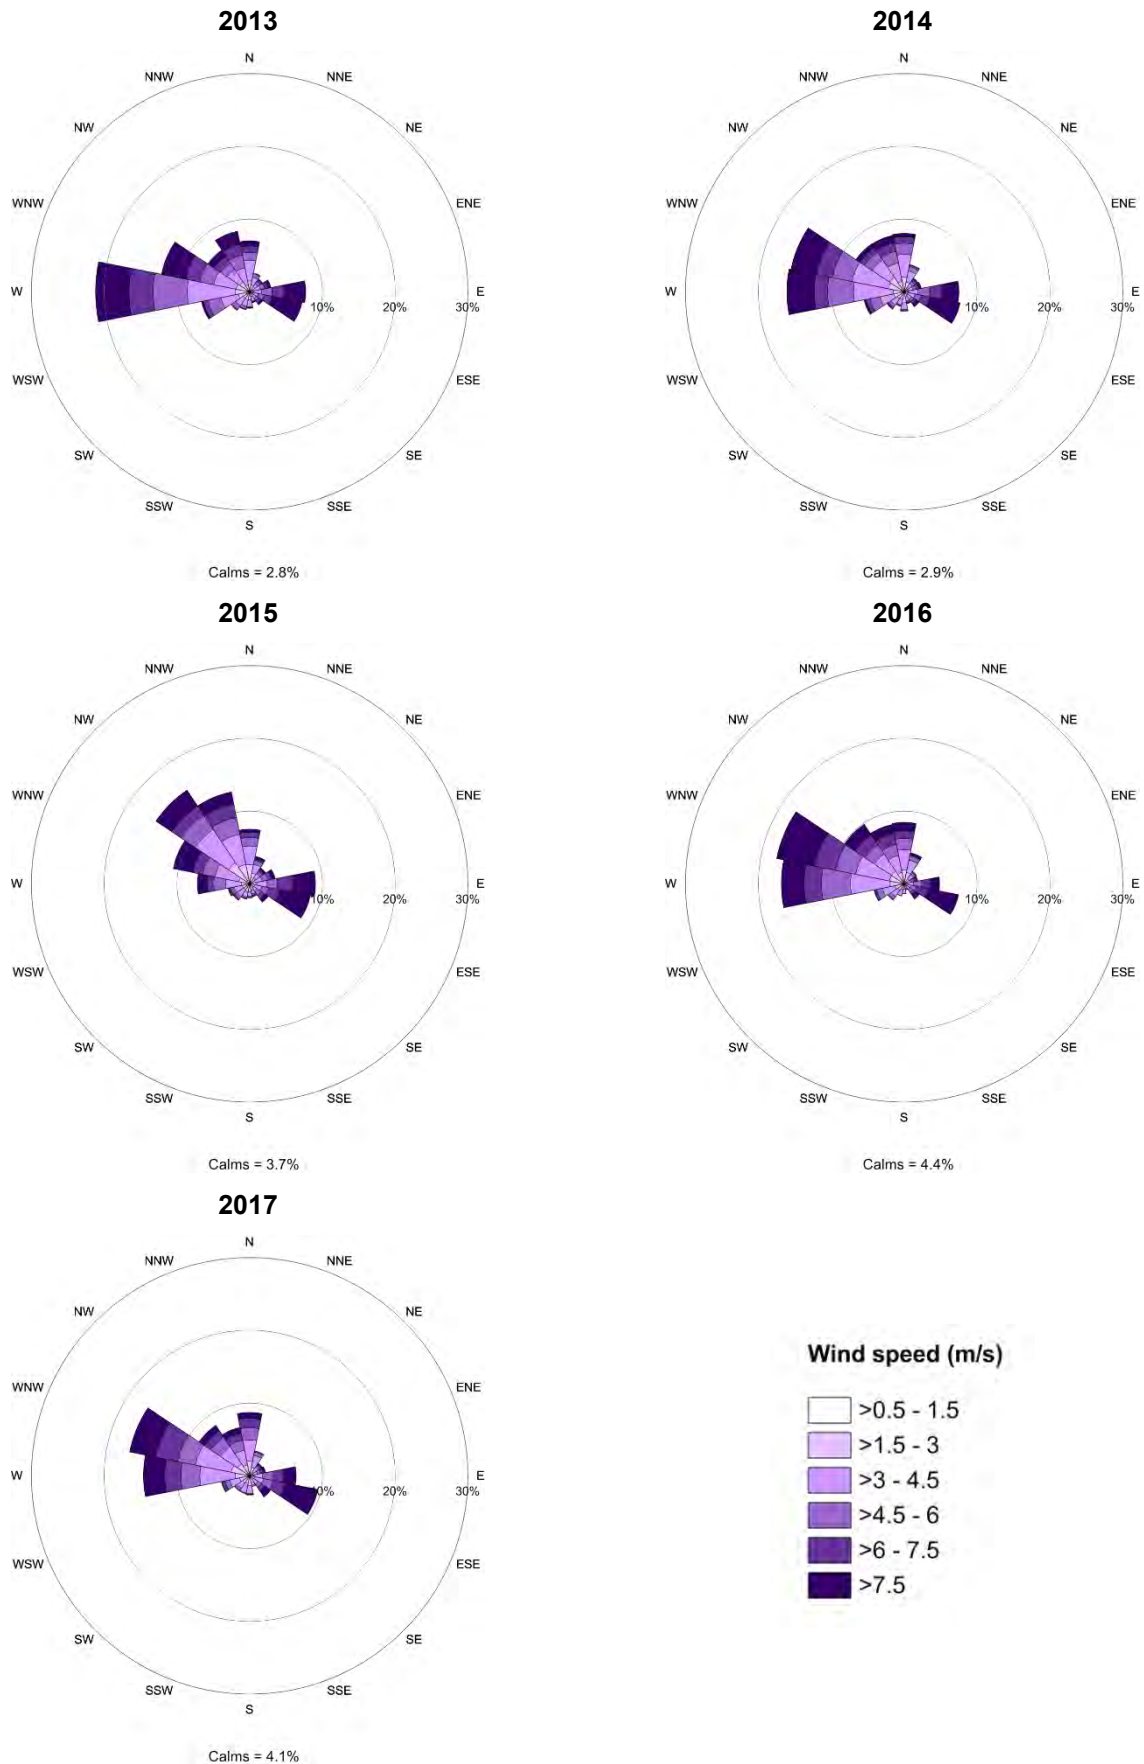 2013
2014
N
NNW
NNE
NW
NE
WNW
ENE
W
E
10%
20%
30%
WSW
ESE
SW
SE
SSW
SSE
S
Calms = 2.8%
N
NNW
NNE
NW
NE
WNW
ENE
W
E
10%
20%
30%
WSW
ESE
SW
SE
SSW
SSE
S
Calms = 2.9%
2015
2016
N
NNW
NNE
NW
NE
WNW
ENE
W
E
10%
20%
30%
WSW
ESE
SW
SE
SSW
SSE
S
Calms = 3.7%
N
NNW
NNE
NW
NE
WNW
ENE
W
E
10%
20%
30%
WSW
ESE
SW
SE
SSW
SSE
S
Calms = 4.4%
2017
N
NNW
NNE
NW
NE
WNW
ENE
W
E
10%
20%
30%
WSW
ESE
SW
SE
SSW
SSE
S
Calms = 4.1%
Wind speed (m/s)
>0.5 - 1.5
>1.5 - 3
>3 - 4.5
>4.5 - 6
>6 - 7.5
>7.5